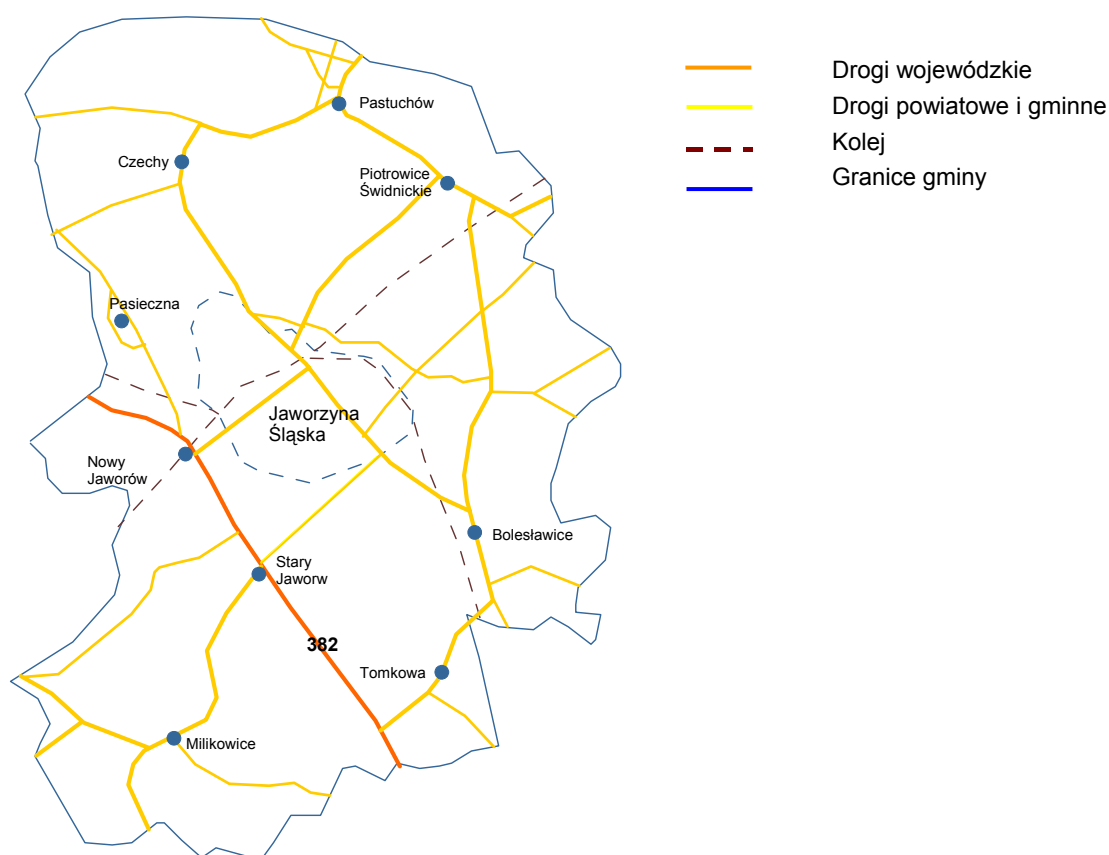 Drogi wojewódzkie
Drogi powiatowe i gminne
Kolej
Granice gminy
Pastuchów
Czechy
Piotrowice
Świdnickie
Pasieczna
Jaworzyna
Śląska
Nowy
Jaworów
Bolesławice
Stary
Jaworw
382
Tomkowa
Milikowice